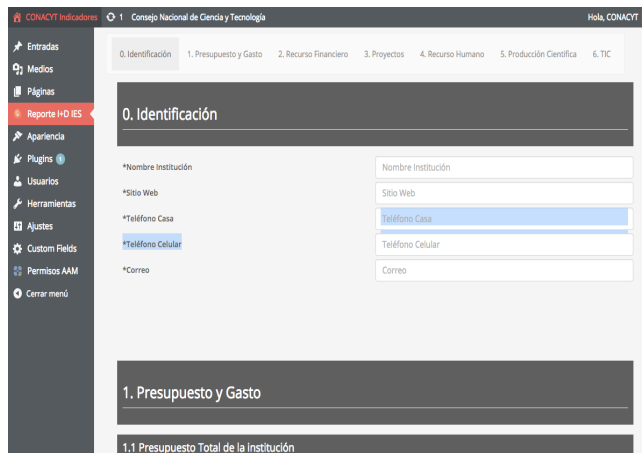 CONACYT Indicadores 1 Consejo Nacional de Ciencia y Tecnología Hola, CONACYT
Entradas
Medios
Páginas
Reporte I+D IES
Apariencia
Plugins 1
Usuarios
Herramientas
Ajustes
Custom Fields
Permisos AAM
Cerrar menú
0. Identificación 1. Presupuesto y Gasto 2. Recurso Financiero 3. Proyectos 4. Recurso Humano 5. Producción Científica 6. TIC
0. Identificación
*Nombre Institución Nombre Institución
*Sitio Web Sitio Web
*Teléfono Casa Teléfono Casa
*Teléfono Celular Teléfono Celular
*Correo Correo
1. Presupuesto y Gasto
1.1 Presupuesto Total de la institución